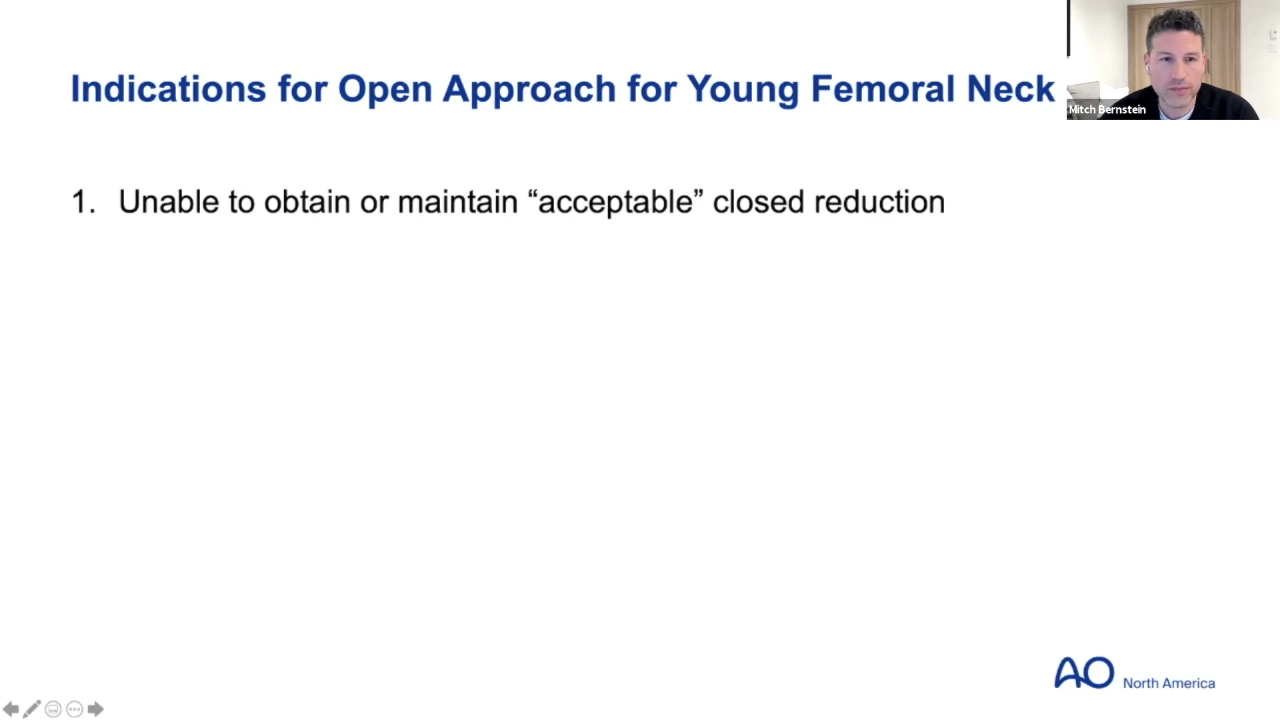 Indications for Open Approach for Young Femoral Neck
Mitch Bernstein
1. Unable to obtain or maintain “acceptable” closed reduction
AO North America